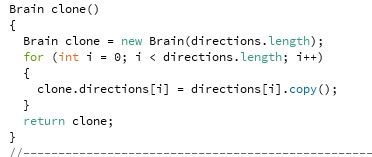 Brain clone()
{
  Brain clone = new Brain(directions.length);
  for (int i = 0; i < directions.length; i++)
  {
    clone.directions[i] = directions[i].copy();
  }
  return clone;
}
//--------------------------------------------------